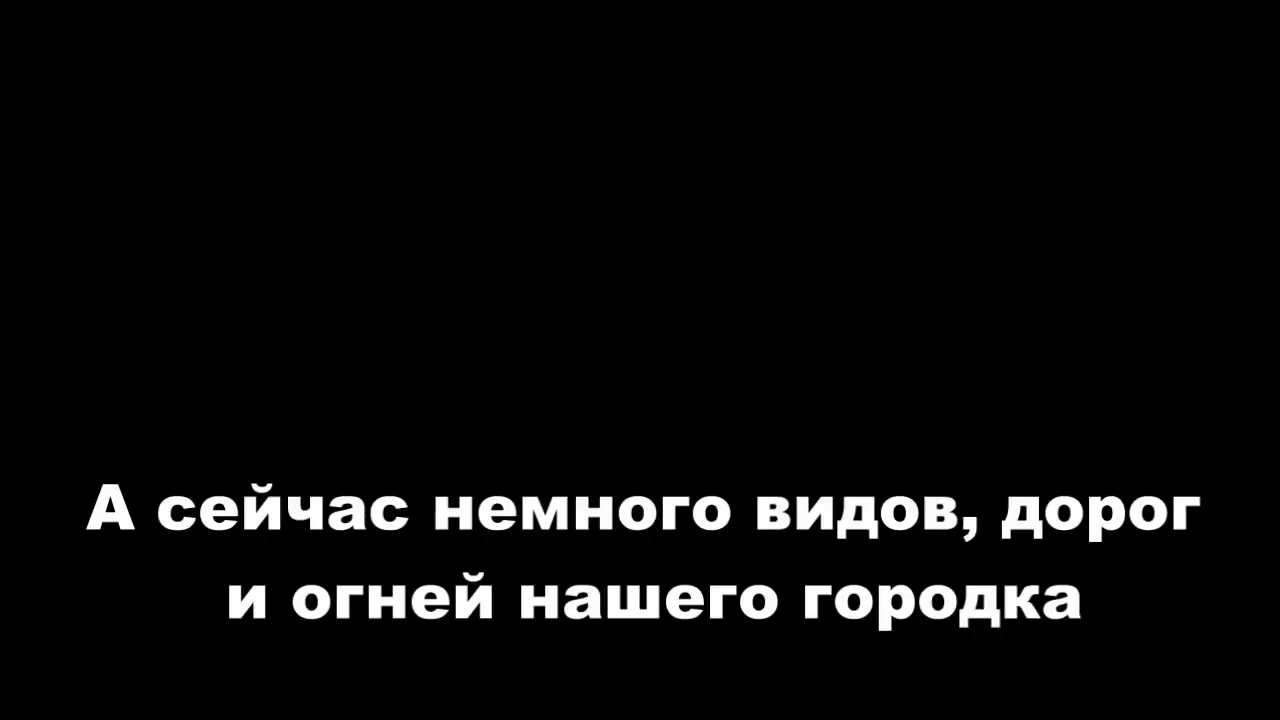 А сейчас немного видов, дорог
и огней нашего городка